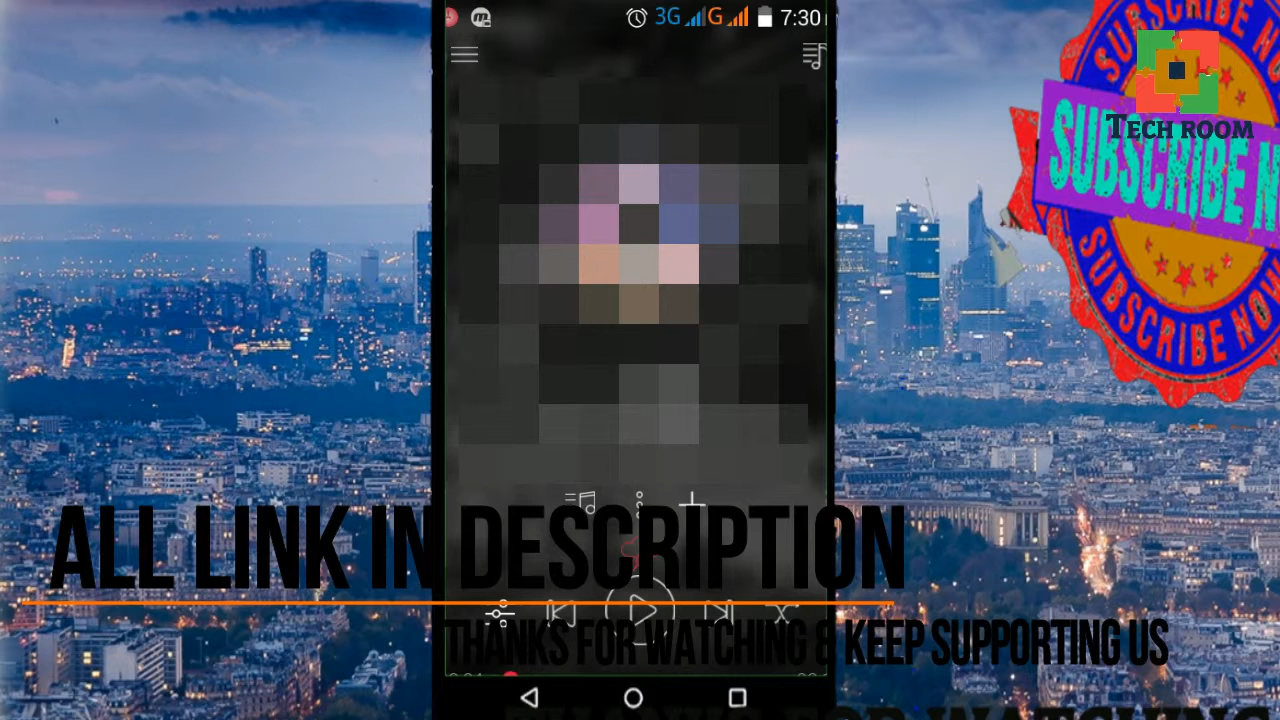 3G G 7:30
TECH ROOM
SUBSCRIBE NOW
SUBSCRIBE N
SUBSCRIBE NOW
ALL LINK IN DESCRIPTION
THANKS FOR WATCHING & KEEP SUPPORTING US